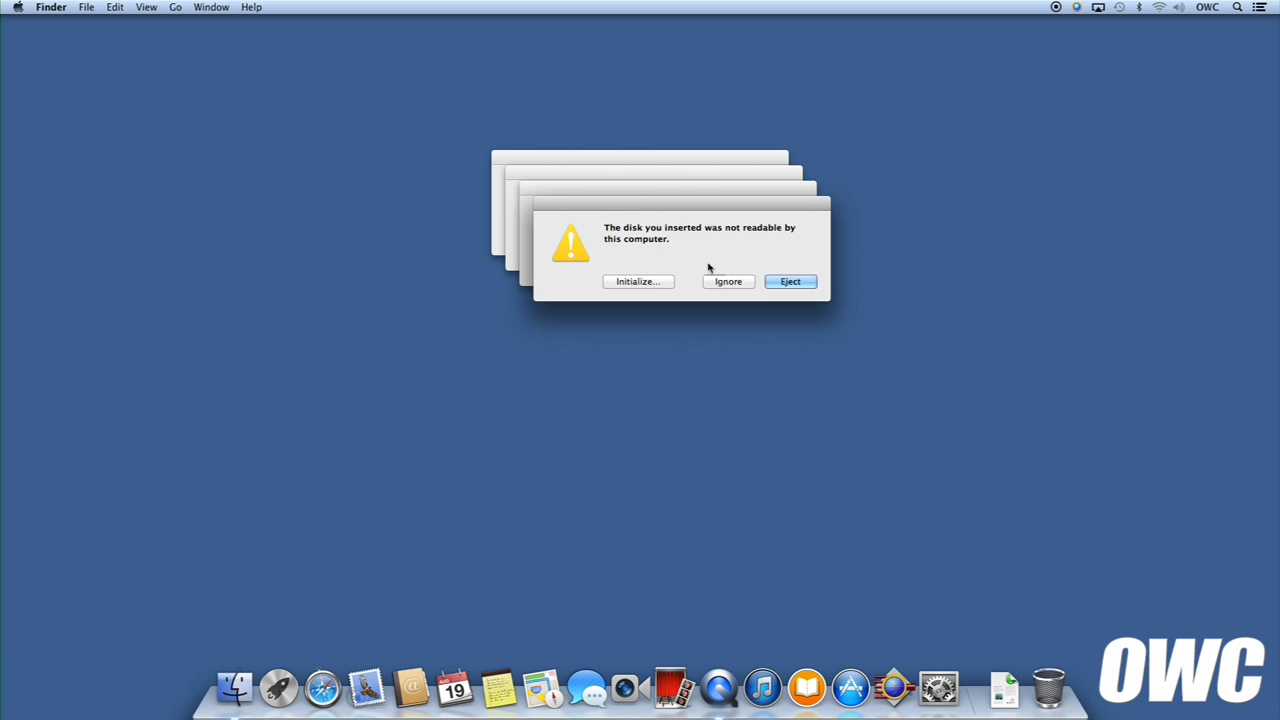 Finder File Edit View Go Window Help OWC
The disk you inserted was not readable by
this computer.
Initialize... Ignore Eject
19
OWC